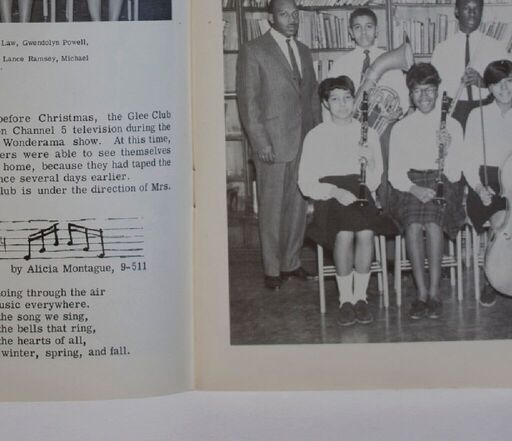 Law, Gwendolyn Powell,
Lance Ramsey, Michael
before Christmas, the Glee Club
on Channel 5 television during the
Wonderama show. At this time,
ers were able to see themselves
home, because they had taped the
nce several days earlier.
lub is under the direction of Mrs.
by Alicia Montague, 9-511
oing through the air
usic everywhere.
the song we sing,
the bells that ring,
the hearts of all,
winter, spring, and fall.